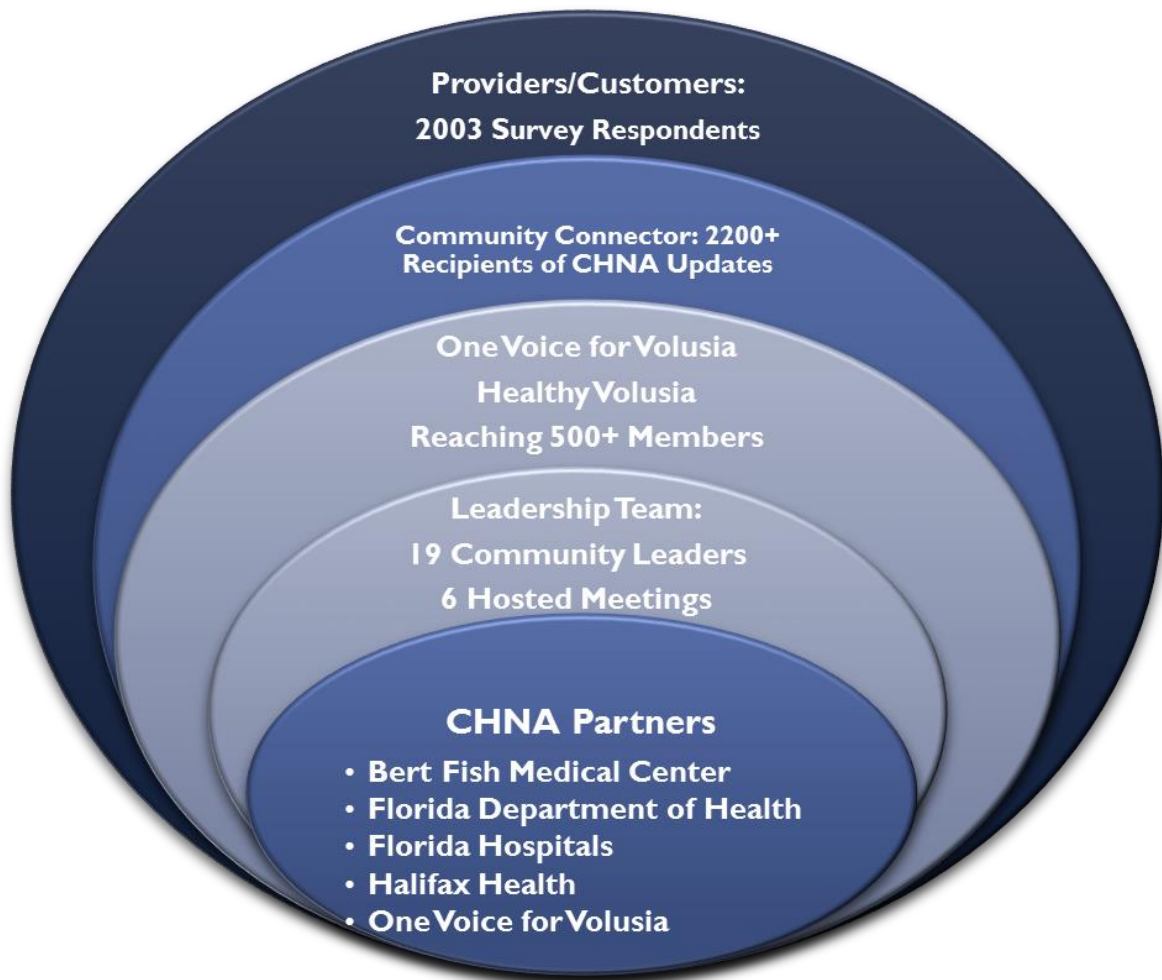 Providers/Customers:
2003 Survey Respondents
Community Connector: 2200+
Recipients of CHNA Updates
One Voice for Volusia
Healthy Volusia
Reaching 500+ Members
Leadership Team:
19 Community Leaders
6 Hosted Meetings
CHNA Partners
• Bert Fish Medical Center
• Florida Department of Health
• Florida Hospitals
• Halifax Health
• One Voice for Volusia